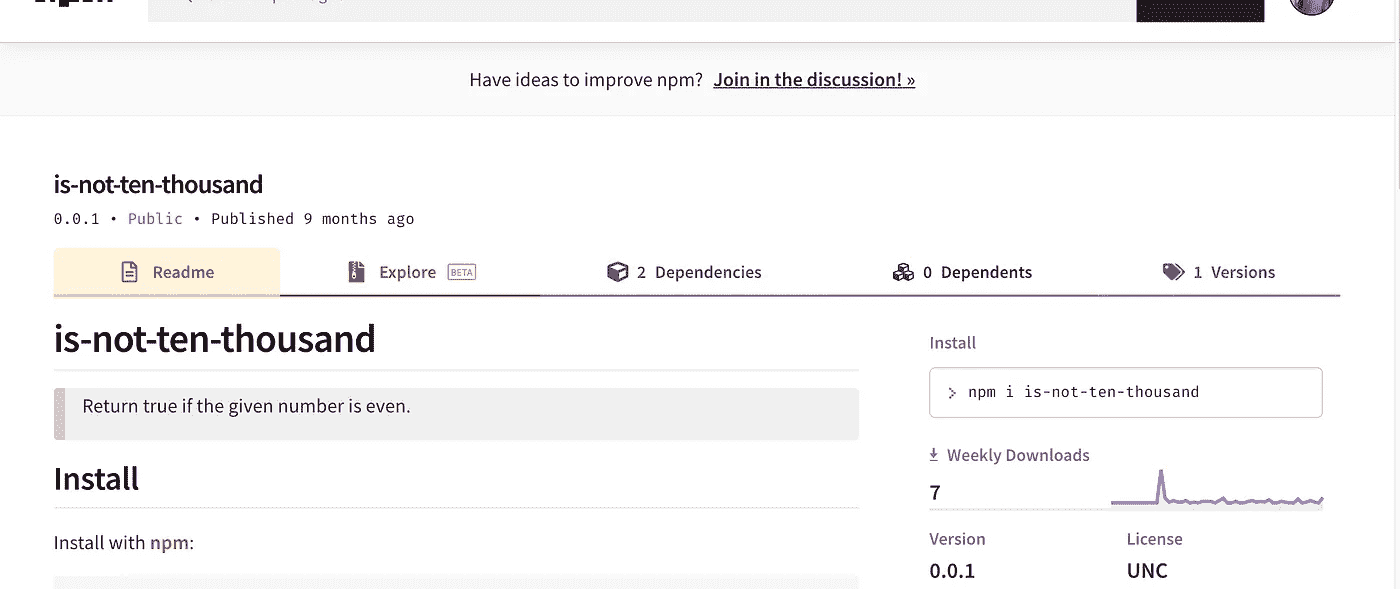 Have ideas to improve npm? Join in the discussion! »
is-not-ten-thousand
0.0.1 • Public • Published 9 months ago
Readme
Explore BETA
2 Dependencies
0 Dependents
1 Versions
is-not-ten-thousand
Return true if the given number is even.
Install
Install with npm:
Install
> npm i is-not-ten-thousand
Weekly Downloads
7
Version
License
0.0.1
UNC